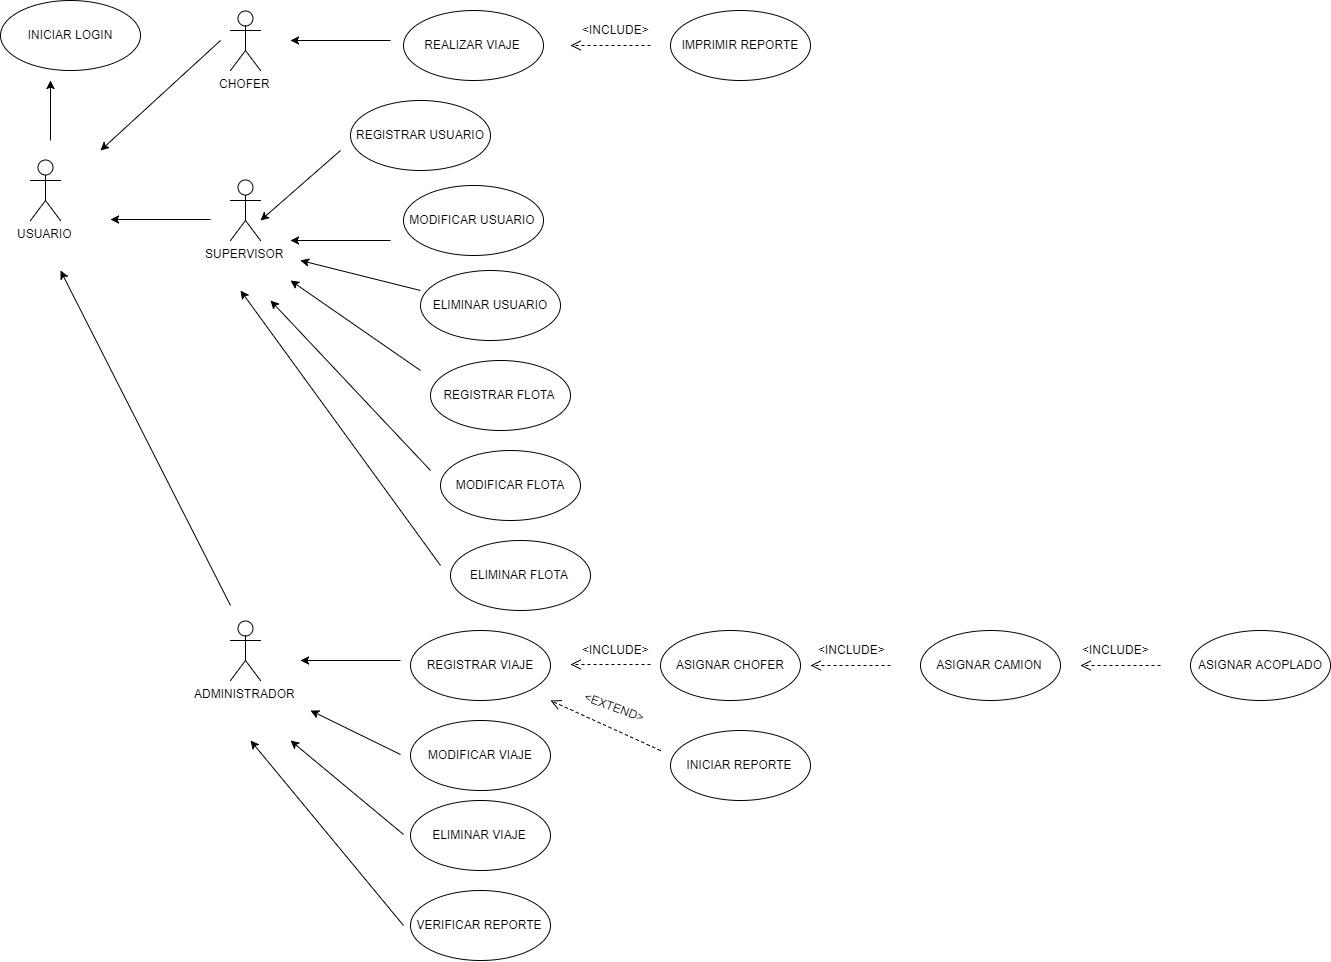 INICIAR LOGIN
CHOFER
REALIZAR VIAJE
<INCLUDE>
IMPRIMIR REPORTE
REGISTRAR USUARIO
USUARIO
SUPERVISOR
MODIFICAR USUARIO
ELIMINAR USUARIO
REGISTRAR FLOTA
MODIFICAR FLOTA
ELIMINAR FLOTA
ADMINISTRADOR
REGISTRAR VIAJE
<INCLUDE>
ASIGNAR CHOFER
<INCLUDE>
ASIGNAR CAMION
<INCLUDE>
ASIGNAR ACOPLADO
<EXTEND>
INICIAR REPORTE
MODIFICAR VIAJE
ELIMINAR VIAJE
VERIFICAR REPORTE